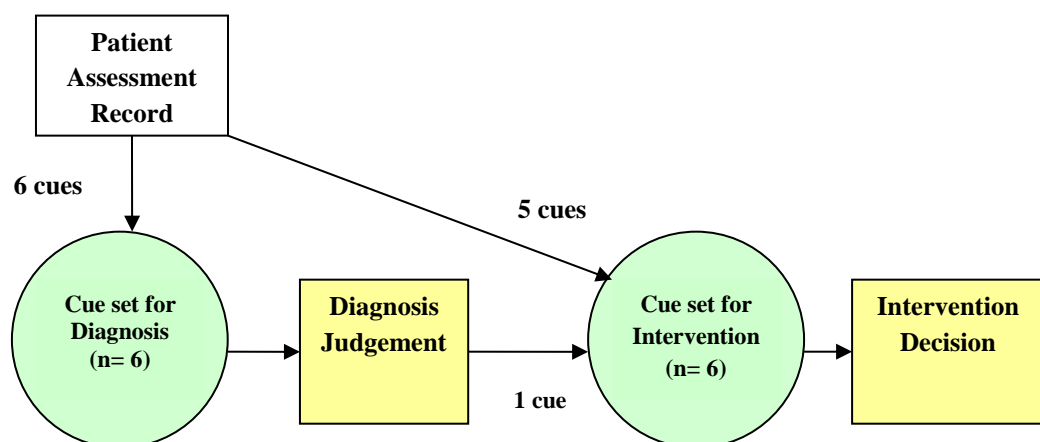 Patient
Assessment
Record
6 cues
5 cues
Cue set for
Diagnosis
(n= 6)
Diagnosis
Judgement
1 cue
Cue set for
Intervention
(n= 6)
Intervention
Decision